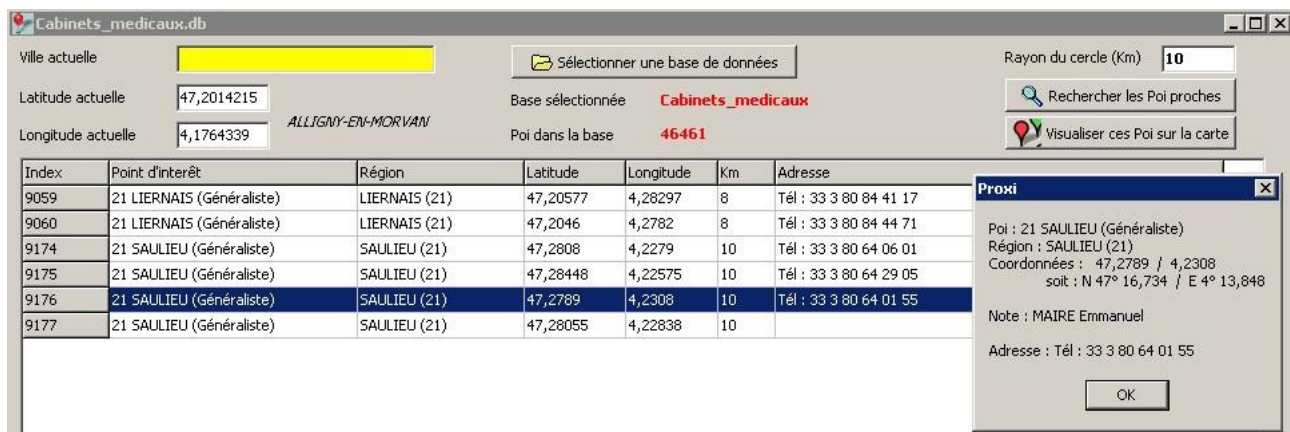 Cabinets_medicaux.db
Ville actuelle
Sélectionner une base de données
Rayon du cercle (Km) 10
Latitude actuelle 47,2014215
Base sélectionnée Cabinets_medicaux
Rechercher les Poi proches
Longitude actuelle 4,1764339
ALLIGNY-EN-MORVAN
Poi dans la base 46461
Visualiser ces Poi sur la carte
Index Point d'interêt Région Latitude Longitude Km Adresse
9059 21 LIERNAIS (Généraliste) LIERNAIS (21) 47,20577 4,28297 8 Tél : 33 3 80 84 41 17
9060 21 LIERNAIS (Généraliste) LIERNAIS (21) 47,2046 4,2782 8 Tél : 33 3 80 84 44 71
9174 21 SAULIEU (Généraliste) SAULIEU (21) 47,2808 4,2279 10 Tél : 33 3 80 64 06 01
9175 21 SAULIEU (Généraliste) SAULIEU (21) 47,28448 4,22575 10 Tél : 33 3 80 64 29 05
9176 21 SAULIEU (Généraliste) SAULIEU (21) 47,2789 4,2308 10 Tél : 33 3 80 64 01 55
9177 21 SAULIEU (Généraliste) SAULIEU (21) 47,28055 4,22838 10
Proxi
Poi : 21 SAULIEU (Généraliste)
Région : SAULIEU (21)
Coordonnées : 47,2789 / 4,2308
soit : N 47° 16,734 / E 4° 13,848
Note : MAIRE Emmanuel
Adresse : Tél : 33 3 80 64 01 55
OK